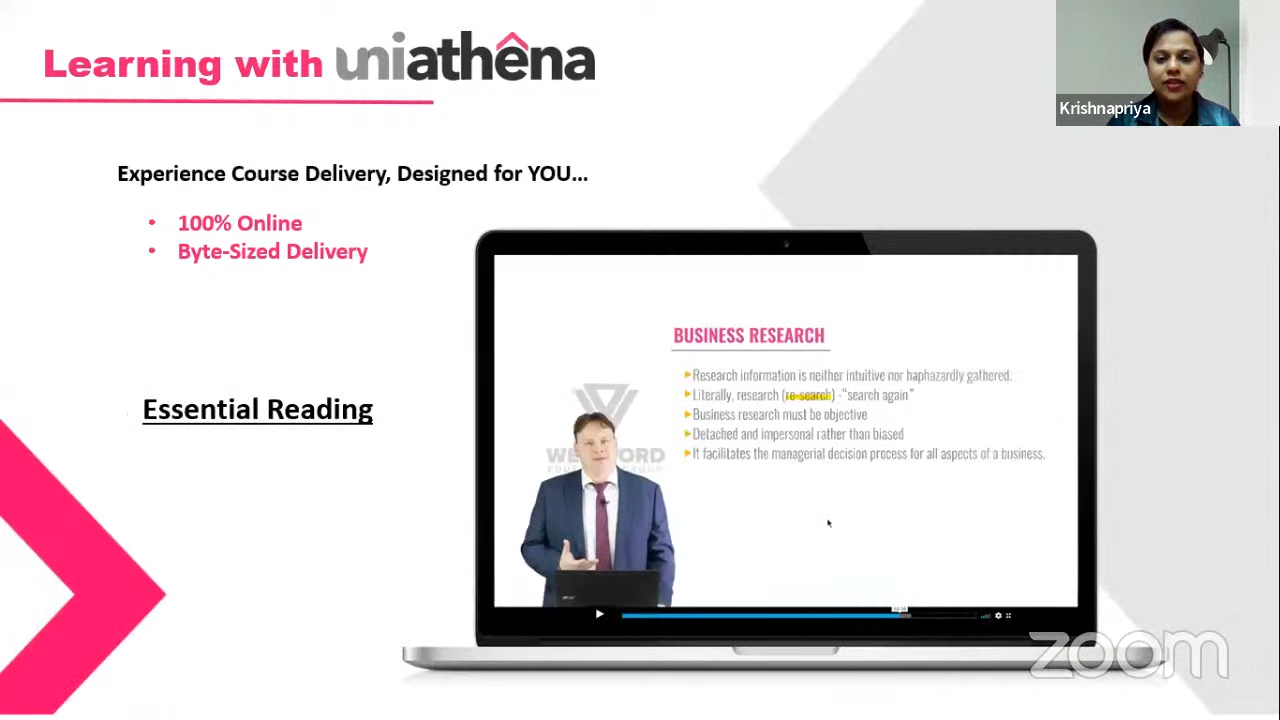 Learning with uniathena
Krishnapriya
Experience Course Delivery, Designed for YOU...
• 100% Online
• Byte-Sized Delivery
Essential Reading
BUSINESS RESEARCH
Research information is neither intuitive nor haphazardly gathered.
Literally, research (re-search) -"search again"
Business research must be objective
Detached and impersonal rather than biased
It facilitates the managerial decision process for all aspects of a business.
zoom